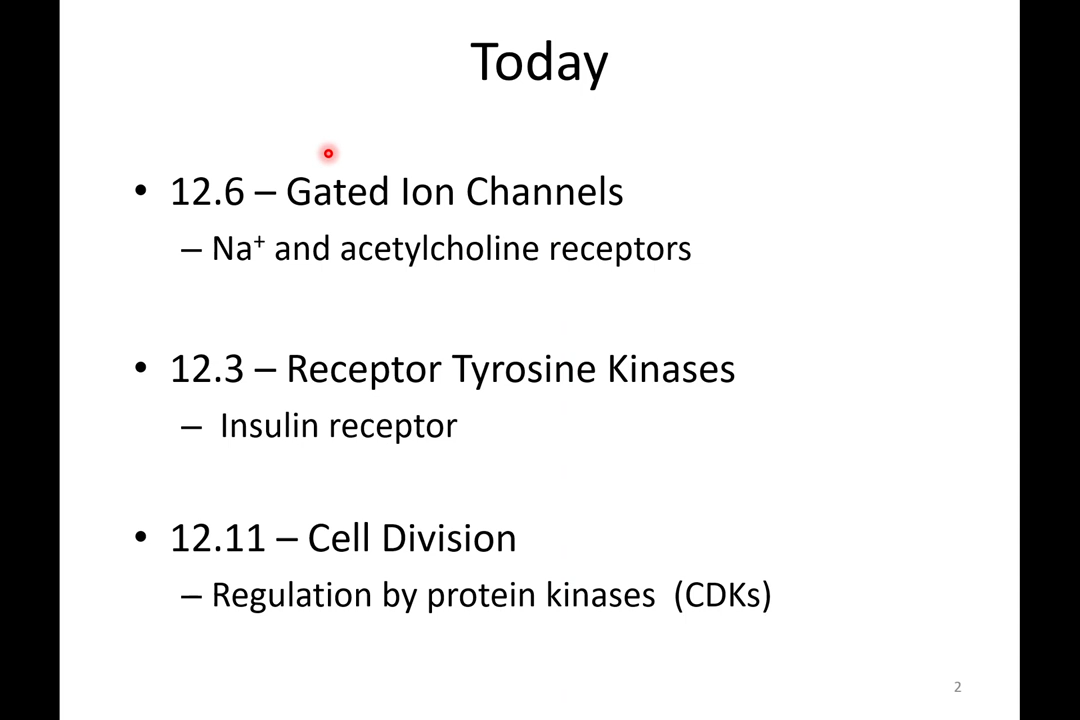 Today
• 12.6 – Gated Ion Channels
– Na⁺ and acetylcholine receptors
• 12.3 – Receptor Tyrosine Kinases
– Insulin receptor
• 12.11 – Cell Division
– Regulation by protein kinases (CDKs)
2